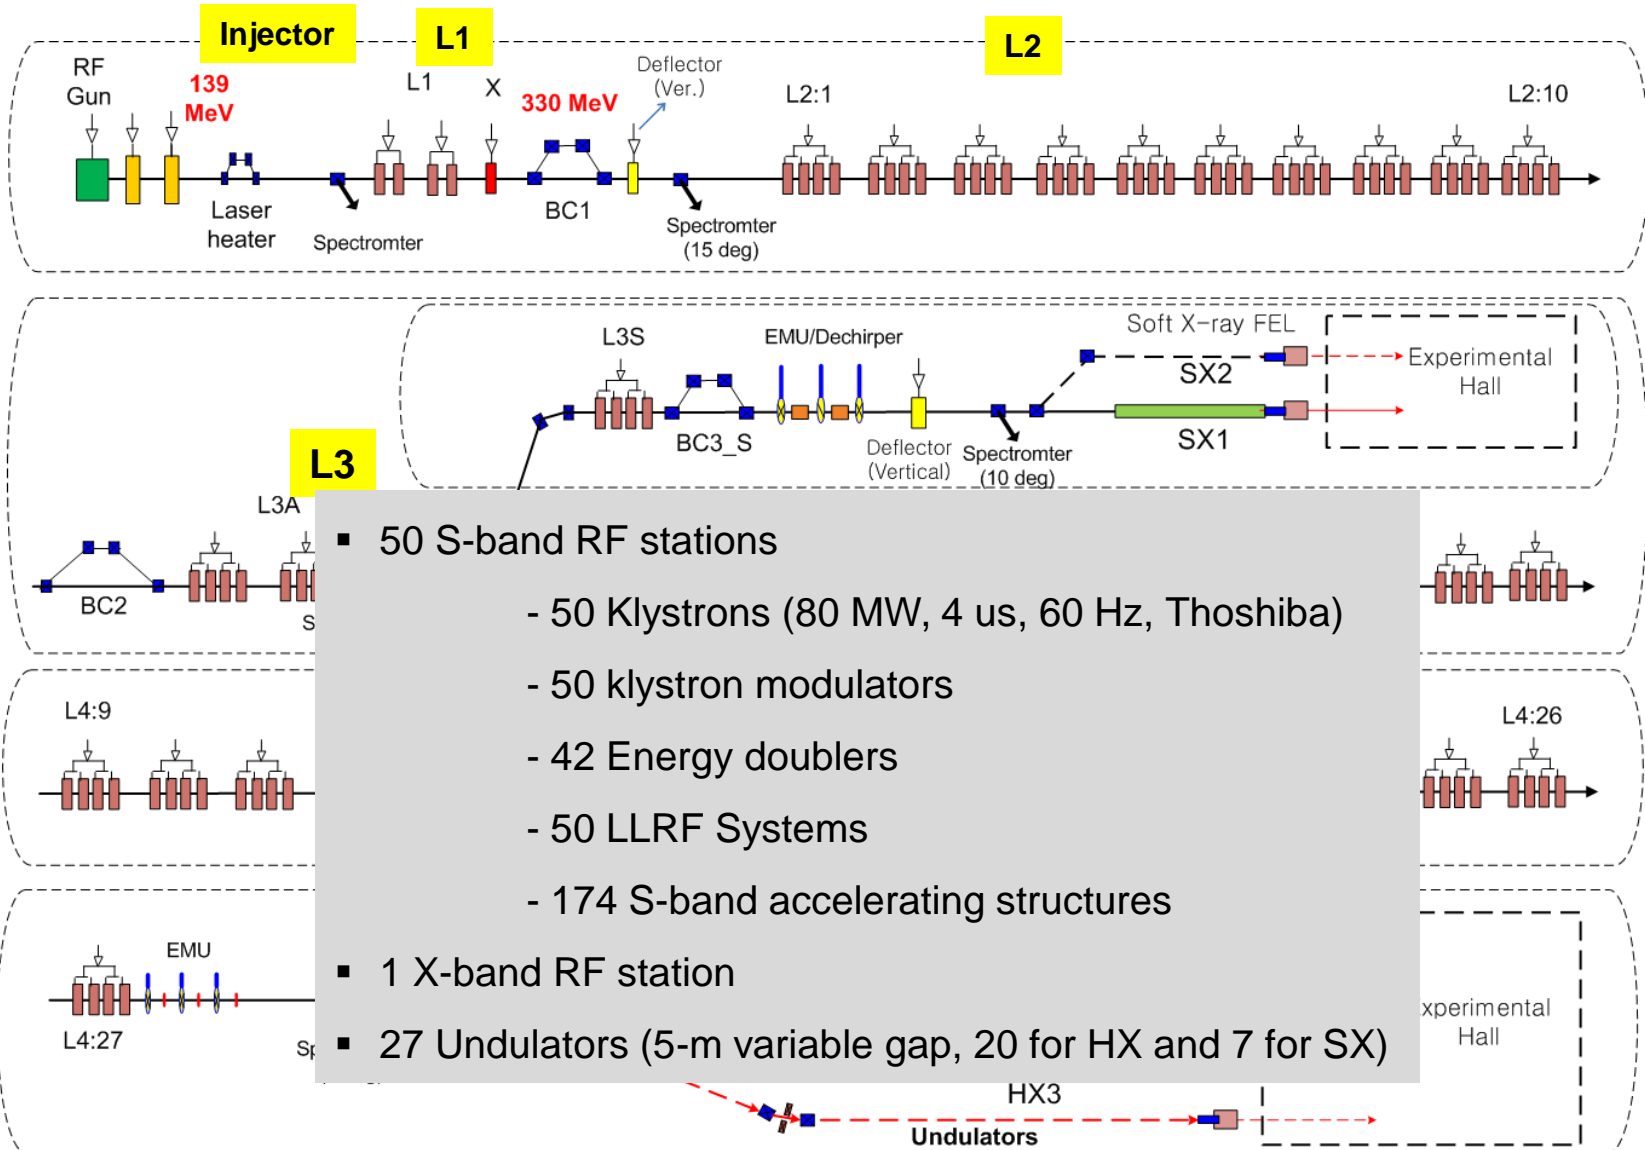 Injector
L1
L2
RF
Gun
139
MeV
L1
X
330 MeV
Deflector
(Ver.)
L2:1
L2:10
Laser
heater
Spectromter
BC1
Spectromter
(15 deg)
L3S
EMU/Dechirper
Soft X-ray FEL
SX2
Experimental
Hall
BC3_S
Deflector
(Vertical)
Spectromter
(10 deg)
SX1
L3
L3A
BC2
▪ 50 S-band RF stations
- 50 Klystrons (80 MW, 4 us, 60 Hz, Thoshiba)
- 50 klystron modulators
- 42 Energy doublers
- 50 LLRF Systems
- 174 S-band accelerating structures
▪ 1 X-band RF station
▪ 27 Undulators (5-m variable gap, 20 for HX and 7 for SX)
L4:9
L4:26
EMU
L4:27
Sp
xperimental
Hall
HX3
Undulators